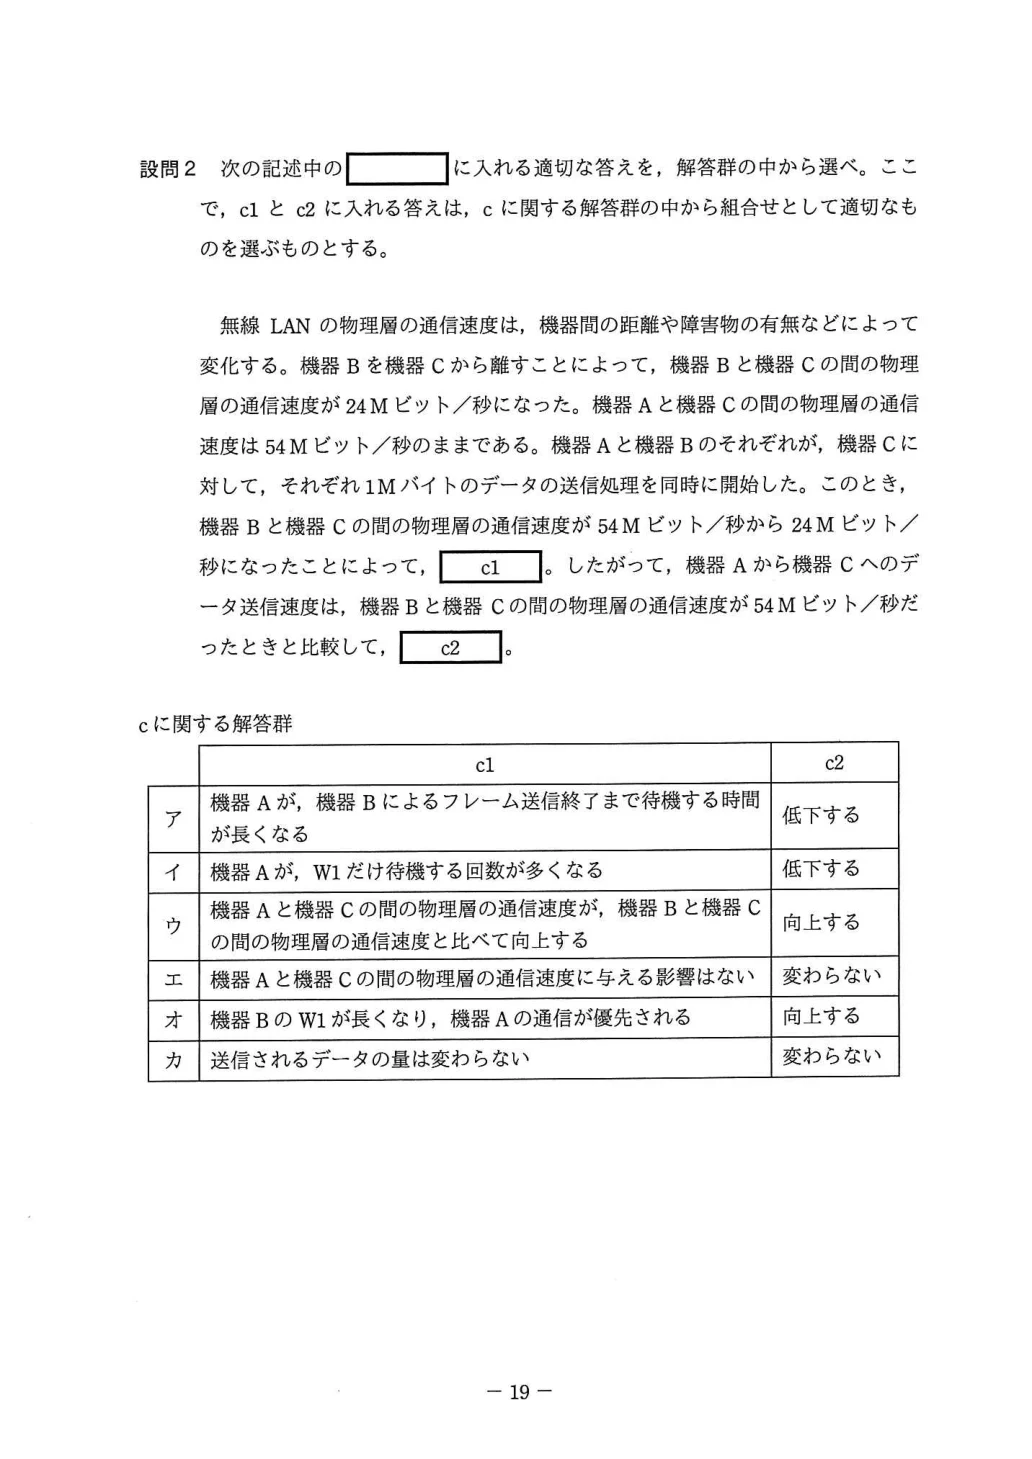 設問2　次の記述中の　　　　に入れる適切な答えを，解答群の中から選べ。ここ
で，c1 と c2 に入れる答えは，c に関する解答群の中から組合せとして適切なも
のを選ぶものとする。
無線 LAN の物理層の通信速度は，機器間の距離や障害物の有無などによって
変化する。機器 B を機器 C から離すことによって，機器 B と機器 C の間の物理
層の通信速度が 24 M ビット／秒になった。機器 A と機器 C の間の物理層の通信
速度は 54 M ビット／秒のままである。機器 A と機器 B のそれぞれが，機器 C に
対して，それぞれ 1 M バイトのデータの送信処理を同時に開始した。このとき，
機器 B と機器 C の間の物理層の通信速度が 54 M ビット／秒から 24 M ビット／
秒になったことによって， c1 。したがって，機器 A から機器 C へのデ
ータ送信速度は，機器 B と機器 C の間の物理層の通信速度が 54 M ビット／秒だ
ったときと比較して， c2 。
c に関する解答群
c1 c2
ア 機器 A が，機器 B によるフレーム送信終了まで待機する時間 低下する
が長くなる
イ 機器 A が，W1 だけ待機する回数が多くなる 低下する
ウ 機器 A と機器 C の間の物理層の通信速度が，機器 B と機器 C 向上する
の間の物理層の通信速度と比べて向上する
エ 機器 A と機器 C の間の物理層の通信速度に与える影響はない 変わらない
オ 機器 B の W1 が長くなり，機器 A の通信が優先される 向上する
カ 送信されるデータの量は変わらない 変わらない
－ 19 －